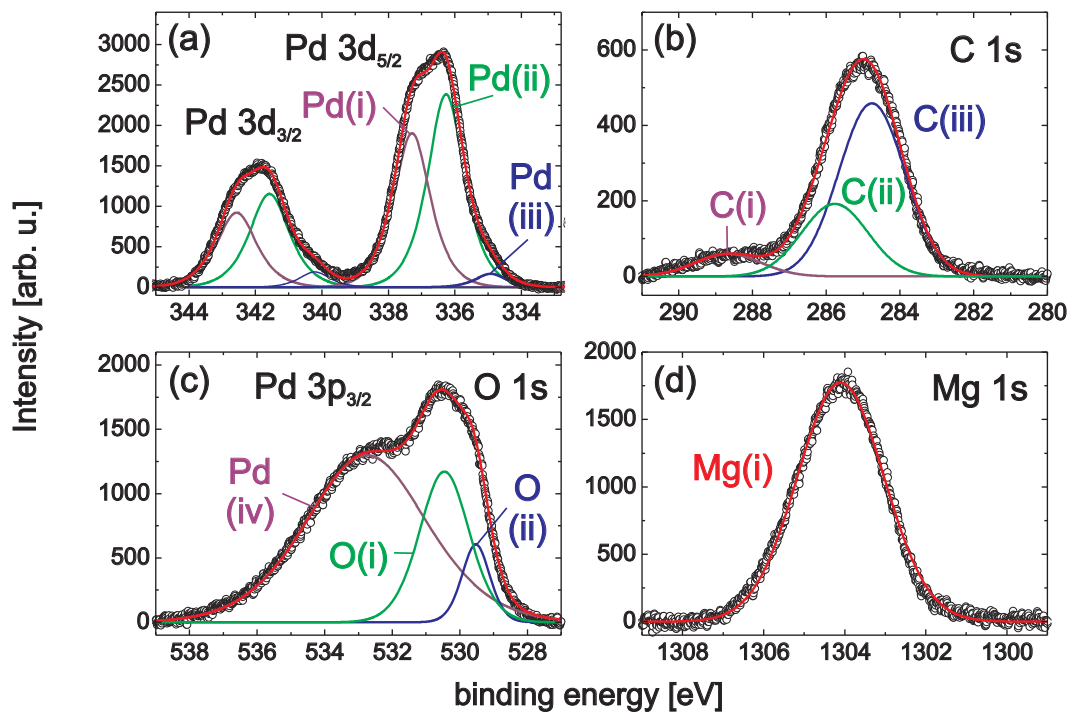 Intensity [arb. u.]
(a)
Pd 3d5/2
Pd 3d3/2
Pd(i)
Pd(ii)
Pd
(iii)
3000
2500
2000
1500
1000
500
0
344 342 340 338 336 334
(b)
C 1s
C(i)
C(ii)
C(iii)
600
400
200
0
290 288 286 284 282 280
(c)
Pd 3p3/2
O 1s
Pd
(iv)
O(i)
O
(ii)
2000
1500
1000
500
0
538 536 534 532 530 528
(d)
Mg 1s
Mg(i)
2000
1500
1000
500
0
1308 1306 1304 1302 1300
binding energy [eV]